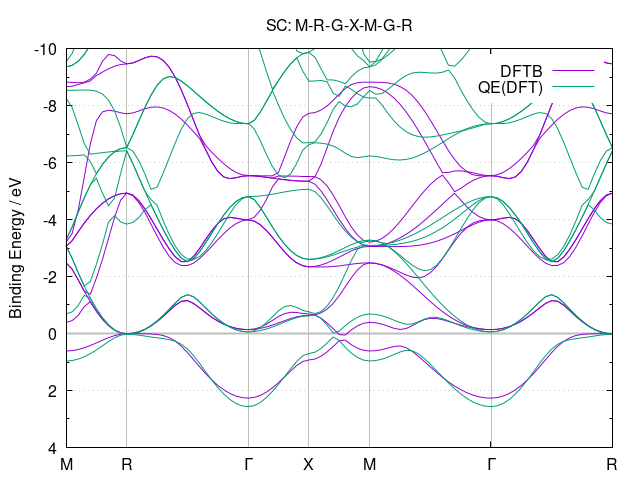 SC: M-R-G-X-M-G-R
DFTB
QE(DFT)
Binding Energy / eV
-10
-8
-6
-4
-2
0
2
4
M R Γ X M Γ R